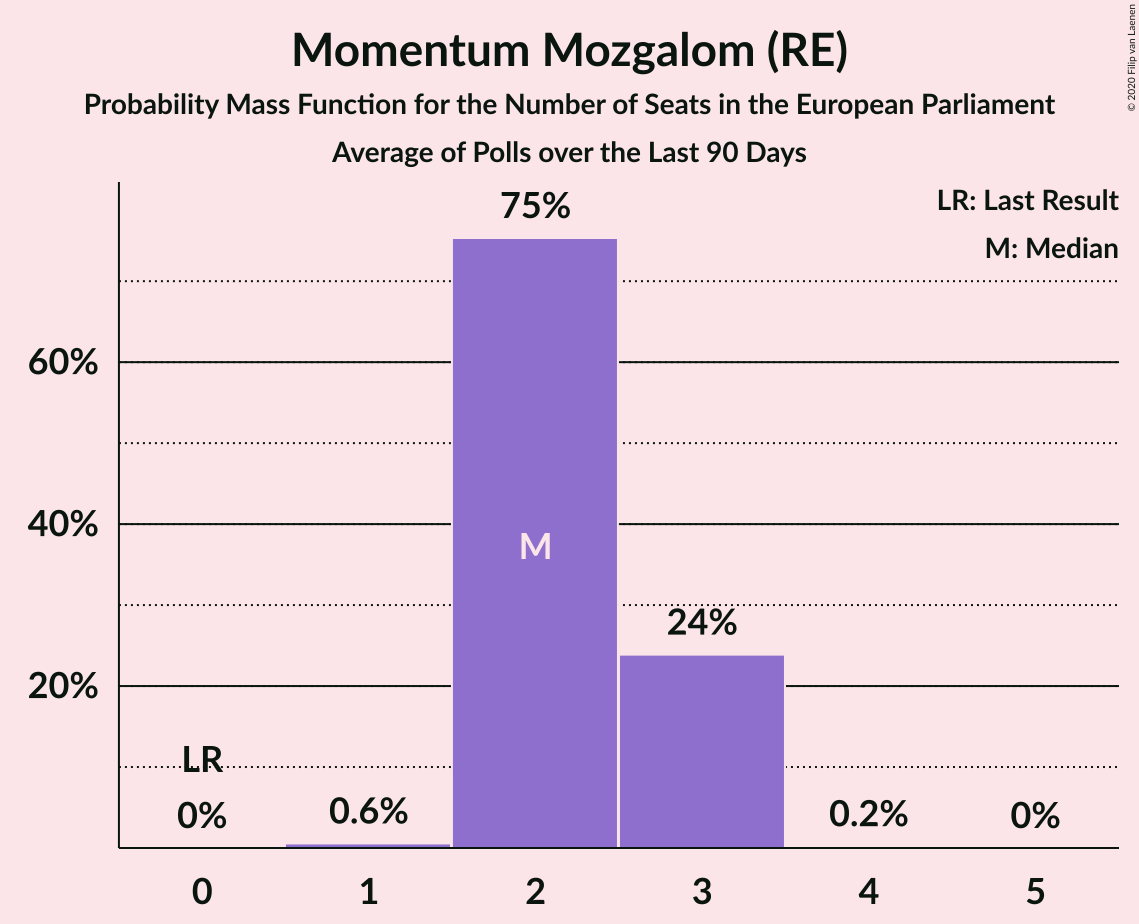 Momentum Mozgalom (RE)
Probability Mass Function for the Number of Seats in the European Parliament
Average of Polls over the Last 90 Days
© 2020 Filip van Laenen
LR: Last Result
M: Median
75%
60%
40%
M
24%
20%
LR
0%
0.6%
0.2%
0%
0 1 2 3 4 5